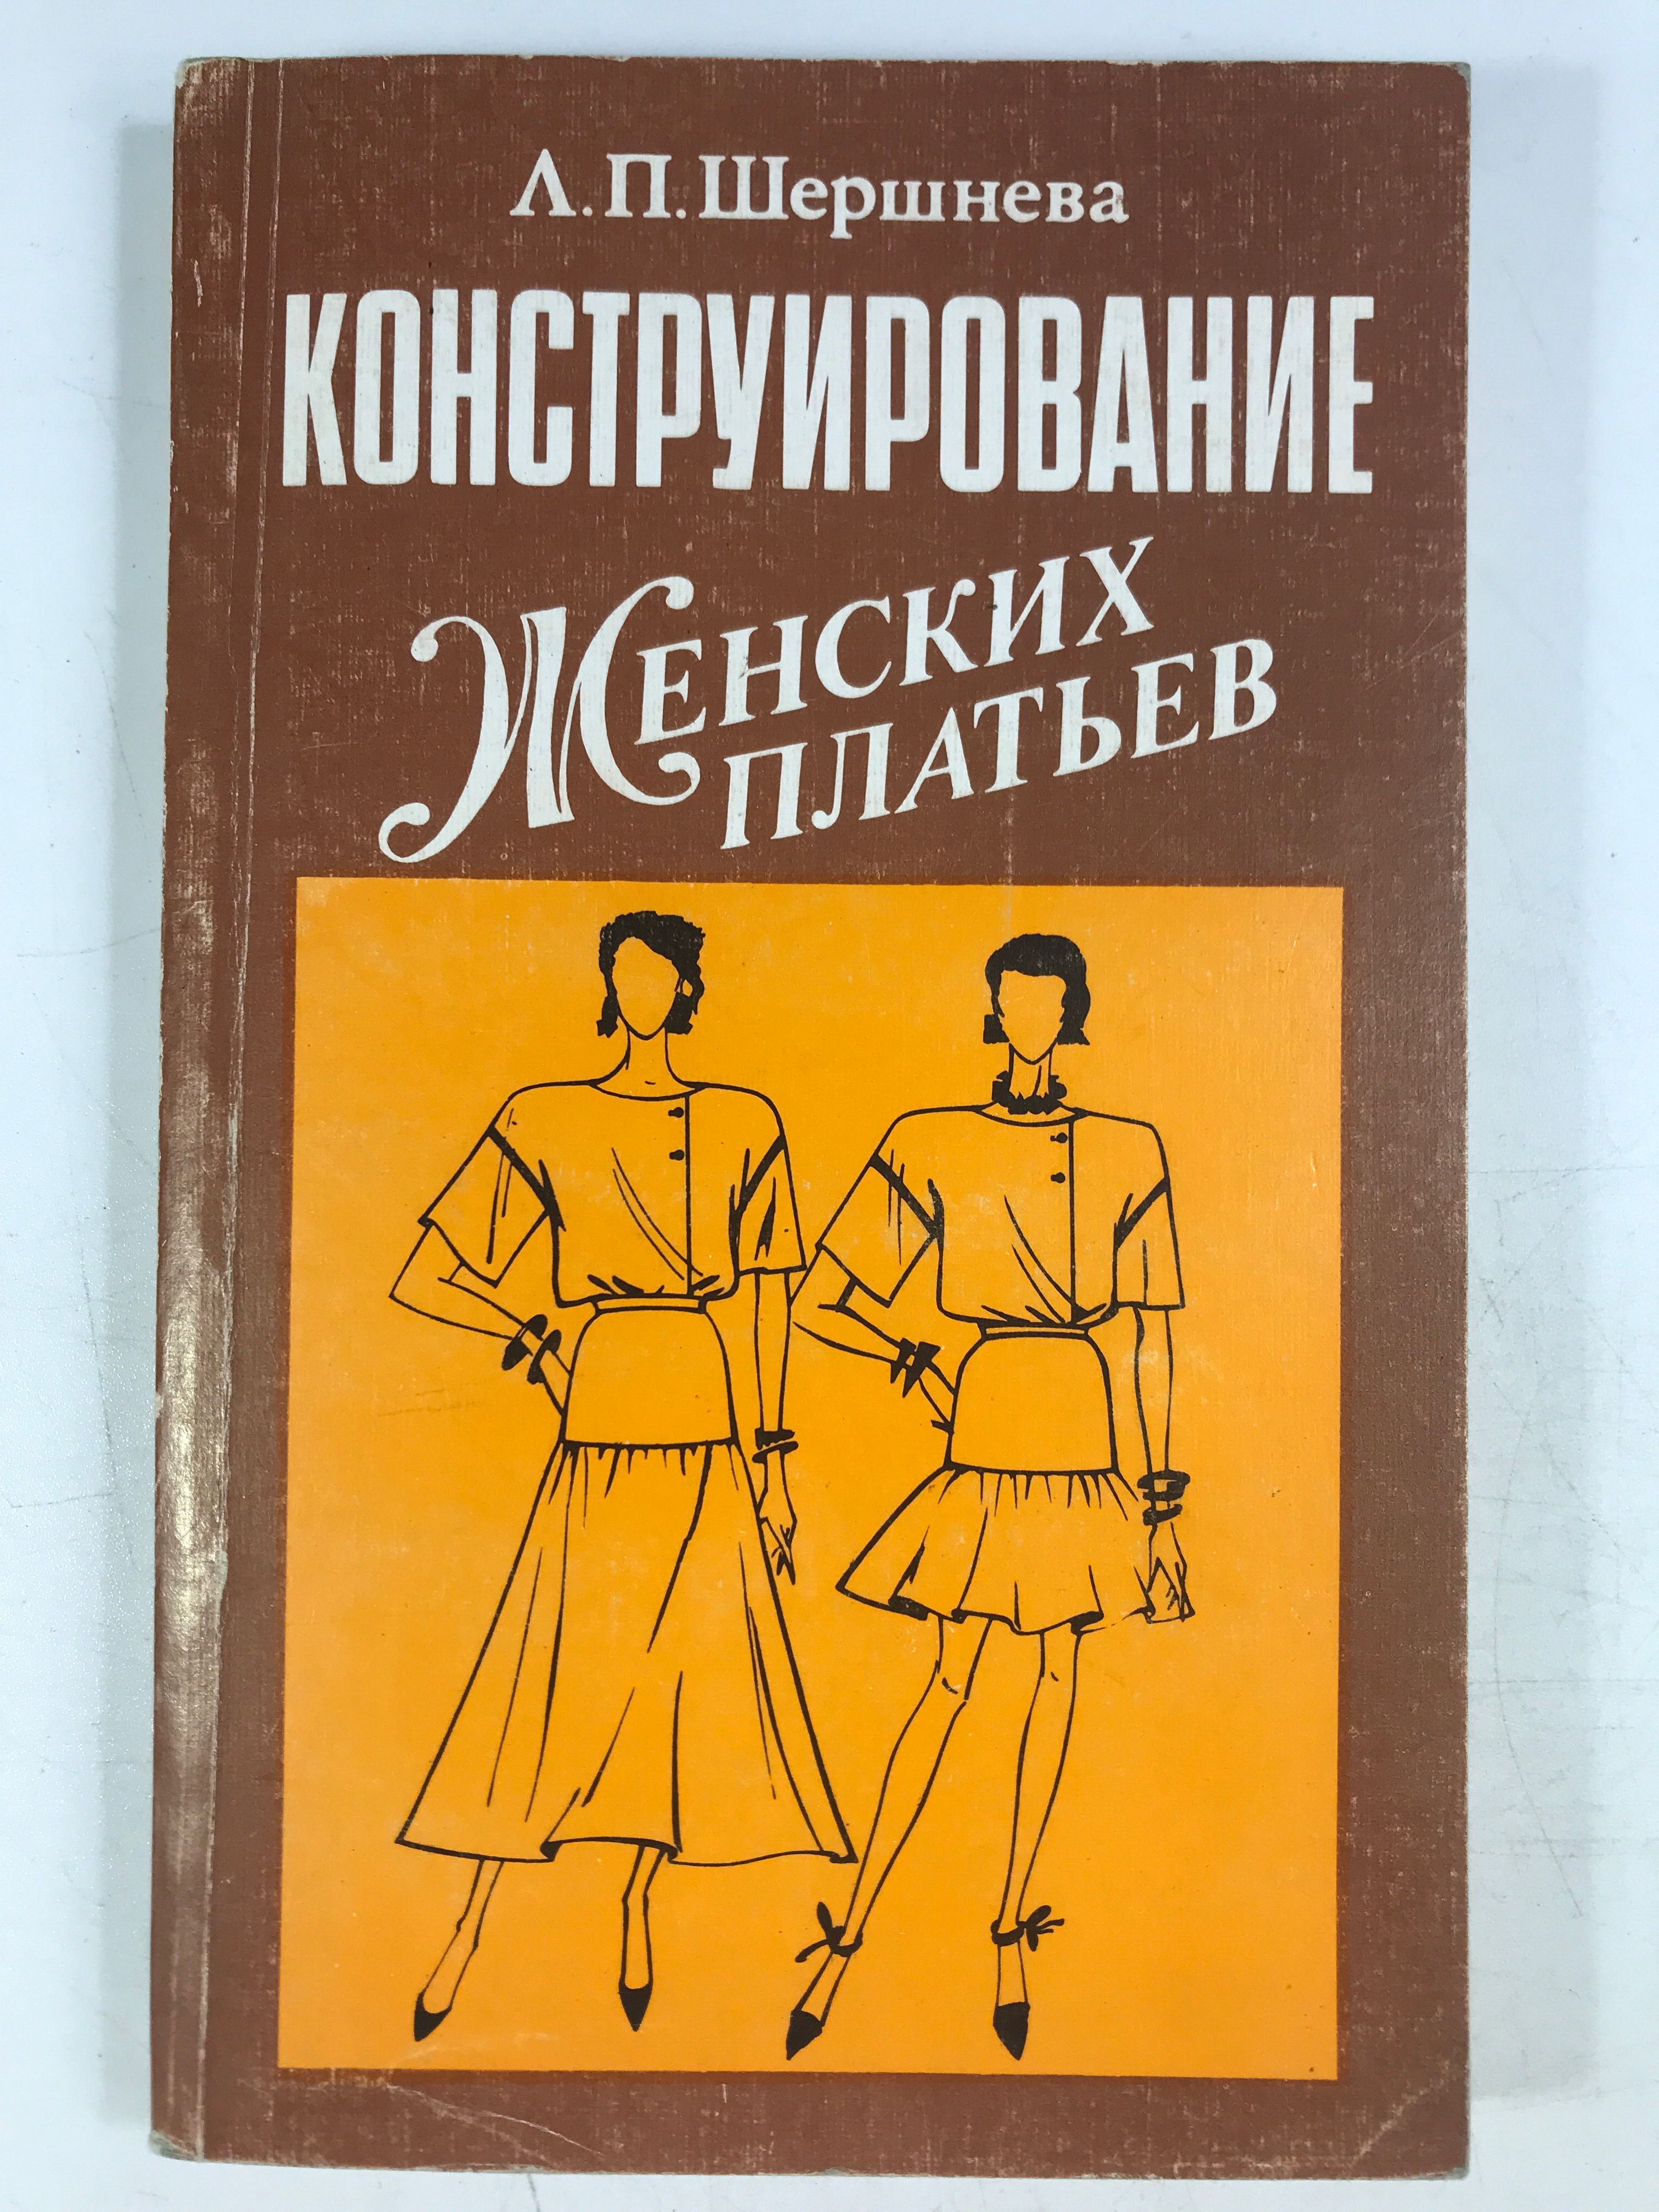 Л.П.Шершнева
КОНСТРУИРОВАНИЕ
ЖЕНСКИХ
ПЛАТЬЕВ